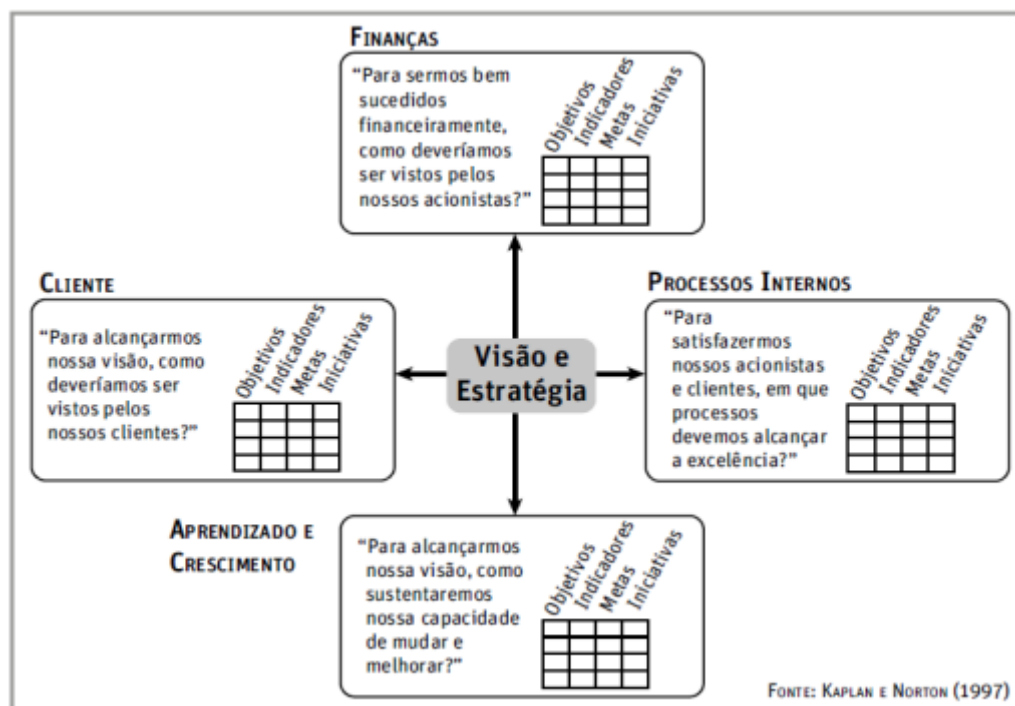 FINANÇAS
“Para sermos bem
sucedidos
financeiramente,
como deveríamos
ser vistos pelos
nossos acionistas?”
Objetivos
Indicadores
Metas
Iniciativas
CLIENTE
“Para alcançarmos
nossa visão, como
deveríamos ser
vistos pelos
nossos clientes?”
Objetivos
Indicadores
Metas
Iniciativas
Visão e
Estratégia
PROCESSOS INTERNOS
“Para
satisfazermos
nossos acionistas
e clientes, em que
processos
devemos alcançar
a excelência?”
Objetivos
Indicadores
Metas
Iniciativas
APRENDIZADO E
CRESCIMENTO
“Para alcançarmos
nossa visão, como
sustentaremos
nossa capacidade
de mudar e
melhorar?”
Objetivos
Indicadores
Metas
Iniciativas
FONTE: KAPLAN E NORTON (1997)